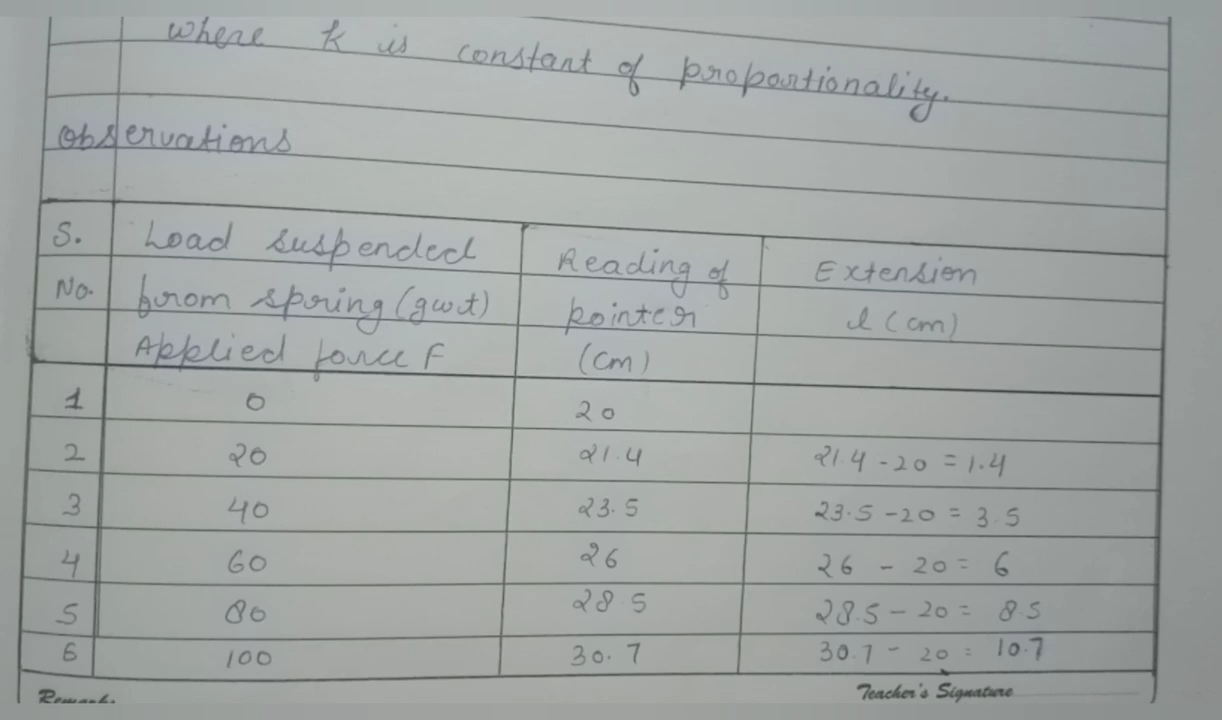 where k is constant of proportionality.
Observations
S. No. Load suspended from spring (gwt) Applied force F Reading of pointer (cm) Extension l (cm)
1 0 20
2 20 21.4 21.4 - 20 = 1.4
3 40 23.5 23.5 - 20 = 3.5
4 60 26 26 - 20 = 6
5 80 28.5 28.5 - 20 = 8.5
6 100 30.7 30.7 - 20 = 10.7
Teacher's Signature